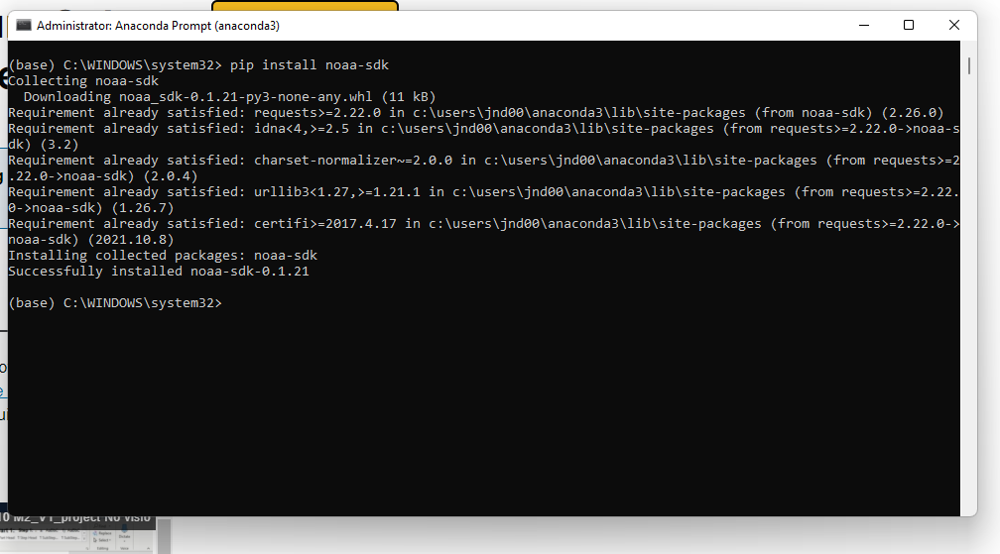 Administrator: Anaconda Prompt (anaconda3)
(base) C:\WINDOWS\system32> pip install noaa-sdk
Collecting noaa-sdk
  Downloading noaa_sdk-0.1.21-py3-none-any.whl (11 kB)
Requirement already satisfied: requests>=2.22.0 in c:\users\jnd00\anaconda3\lib\site-packages (from noaa-sdk) (2.26.0)
Requirement already satisfied: idna<4,>=2.5 in c:\users\jnd00\anaconda3\lib\site-packages (from requests>=2.22.0->noaa-s
dk) (3.2)
Requirement already satisfied: charset-normalizer~=2.0.0 in c:\users\jnd00\anaconda3\lib\site-packages (from requests>=2
.22.0->noaa-sdk) (2.0.4)
Requirement already satisfied: urllib3<1.27,>=1.21.1 in c:\users\jnd00\anaconda3\lib\site-packages (from requests>=2.22.
0->noaa-sdk) (1.26.7)
Requirement already satisfied: certifi>=2017.4.17 in c:\users\jnd00\anaconda3\lib\site-packages (from requests>=2.22.0->
noaa-sdk) (2021.10.8)
Installing collected packages: noaa-sdk
Successfully installed noaa-sdk-0.1.21
(base) C:\WINDOWS\system32>
M2_V1_project No Visio